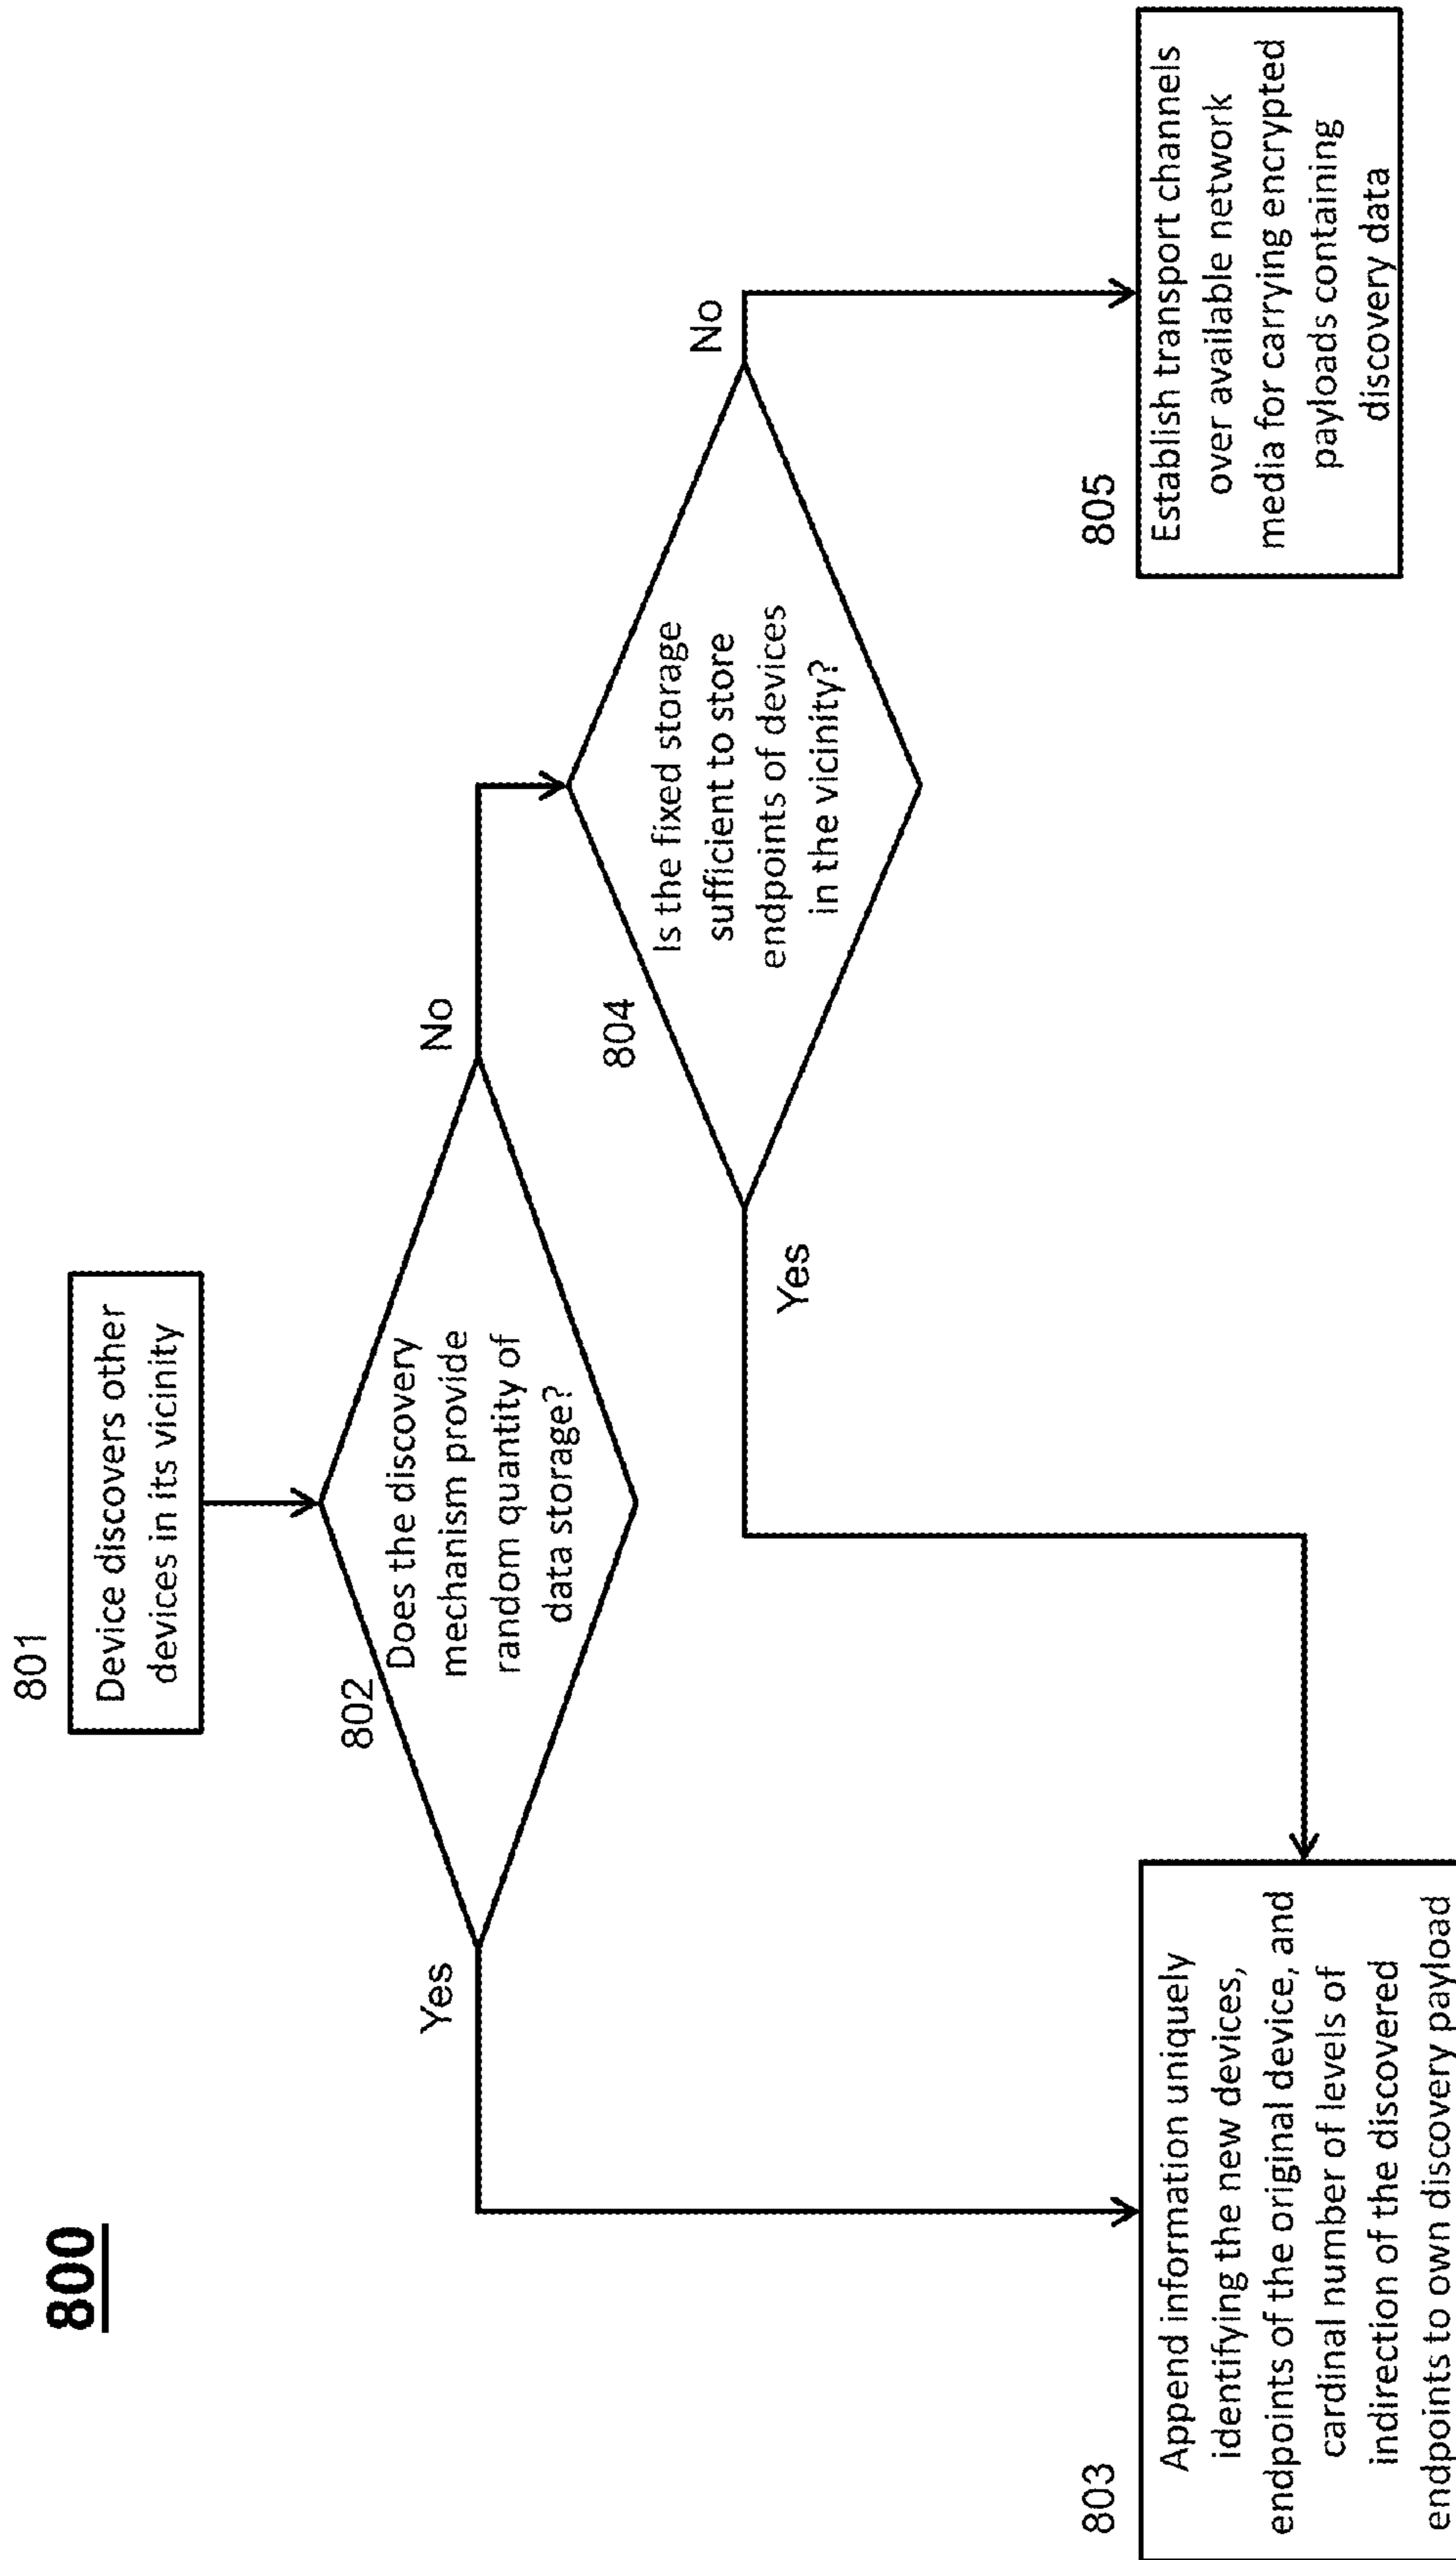 800
801
Device discovers other
devices in its vicinity
802
Does the discovery
mechanism provide
random quantity of
data storage?
Yes
No
804
Is the fixed storage
sufficient to store
endpoints of devices
in the vicinity?
Yes
No
803
Append information uniquely
identifying the new devices,
endpoints of the original device, and
cardinal number of levels of
indirection of the discovered
endpoints to own discovery payload
805
Establish transport channels
over available network
media for carrying encrypted
payloads containing
discovery data